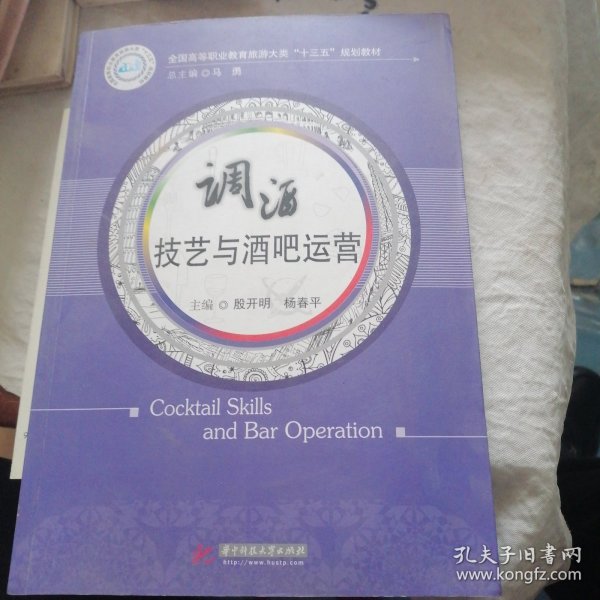 全国高等职业教育旅游大类“十三五”规划教材
总主编◎马 勇
调酒
技艺与酒吧运营
主编◎殷开明 杨春平
Cocktail Skills
and Bar Operation
华中科技大学出版社
http://www.hustp.com
孔夫子旧书网
www.kongfz.com